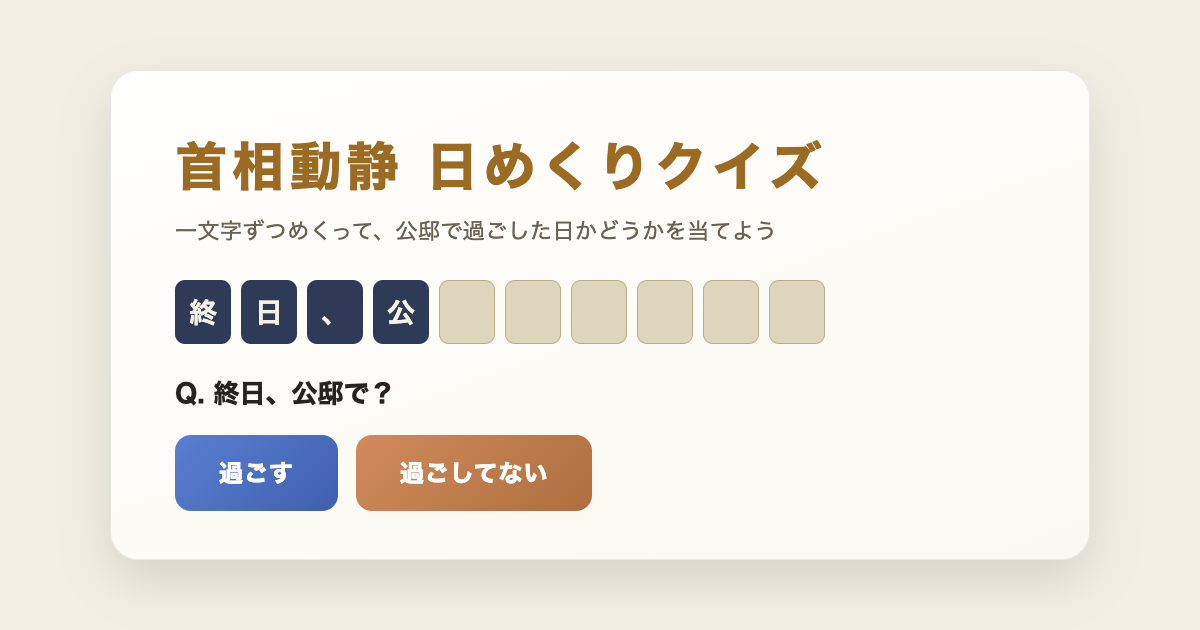 首相動静 日めくりクイズ
一文字ずつめくって、公邸で過ごした日かどうかを当てよう
終日、公
Q. 終日、公邸で？
過ごす 過ごしてない